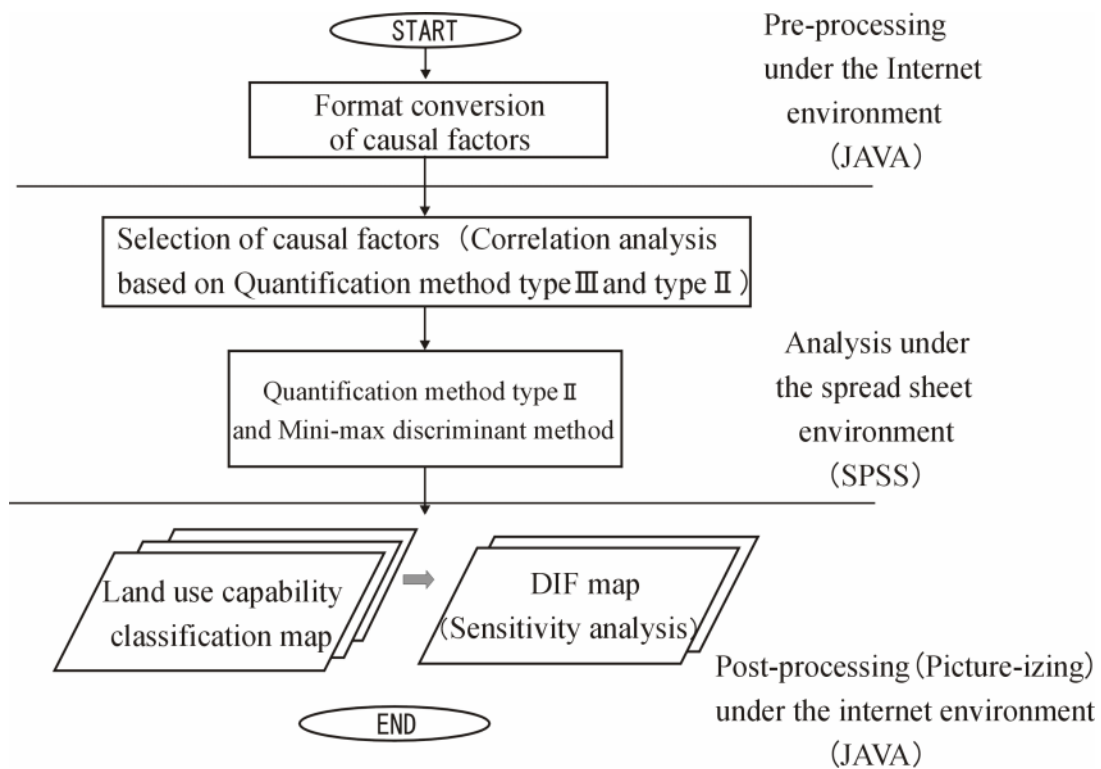 START
Pre-processing
under the Internet
environment
(JAVA)
Format conversion
of causal factors
Selection of causal factors (Correlation analysis
based on Quantification method type Ⅲ and type Ⅱ)
Quantification method type Ⅱ
and Mini-max discriminant method
Analysis under
the spread sheet
environment
(SPSS)
Land use capability
classification map
DIF map
(Sensitivity analysis)
Post-processing (Picture-izing)
under the internet environment
(JAVA)
END